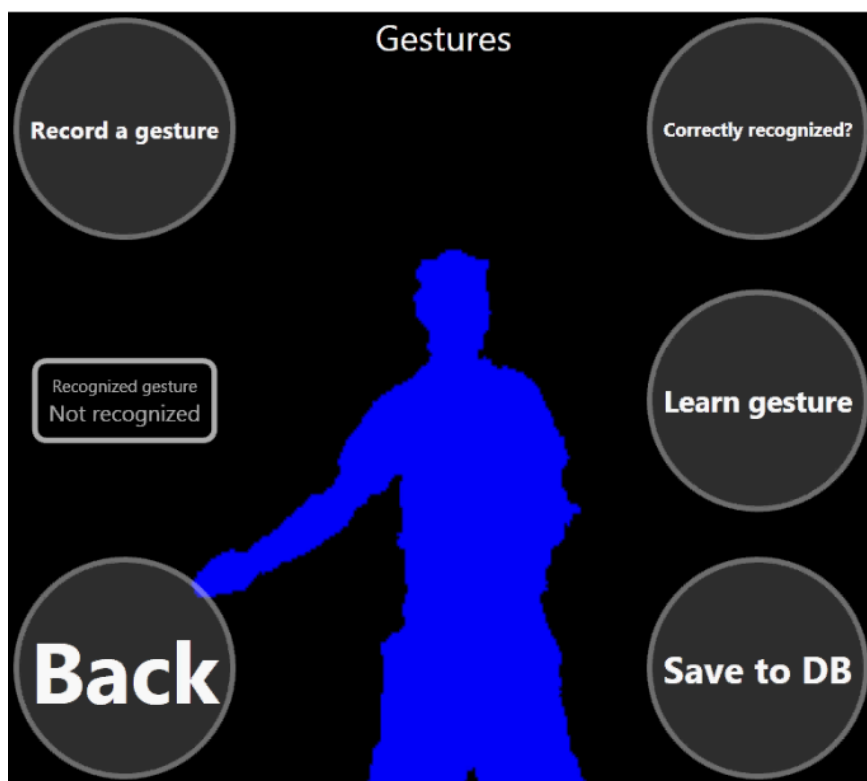 Gestures
Record a gesture
Correctly recognized?
Recognized gesture
Not recognized
Learn gesture
Back
Save to DB